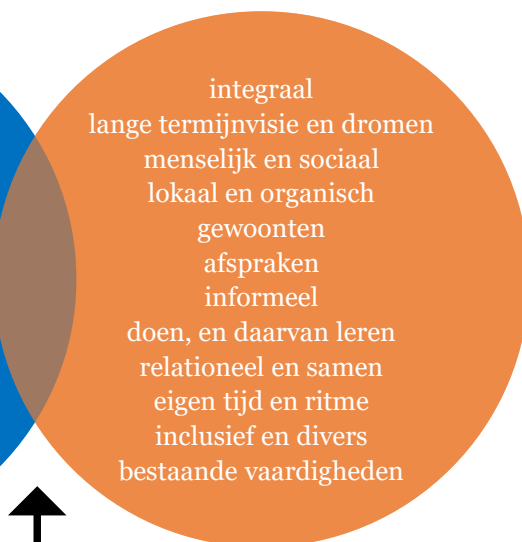 integraal
lange termijnvisie en dromen
menselijk en sociaal
lokaal en organisch
gewoonten
afspraken
informeel
doen, en daarvan leren
relationeel en samen
eigen tijd en ritme
inclusief en divers
bestaande vaardigheden